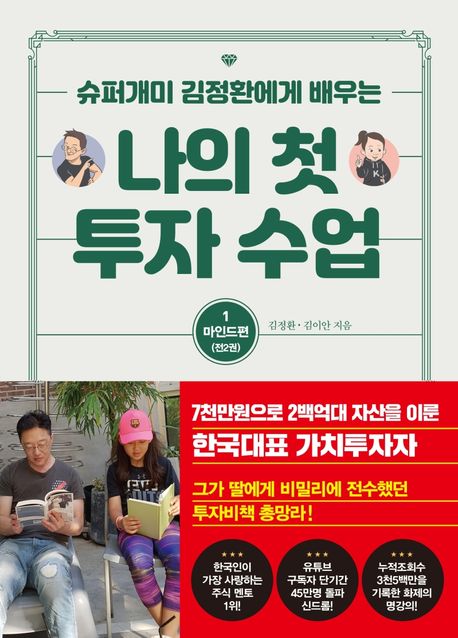 슈퍼개미 김정환에게 배우는
나의 첫
투자 수업
K
1
마인드편
(전2권)
김정환 · 김이안 지음
7천만원으로 2백억대 자산을 이룬
한국대표 가치투자자
그가 딸에게 비밀리에 전수했던
투자비책 총망라!
한국인이
가장 사랑하는
주식 멘토
1위!
유튜브
구독자 단기간
45만명 돌파
신드롬!
누적조회수
3천5백만을
기록한 화제의
명강의!